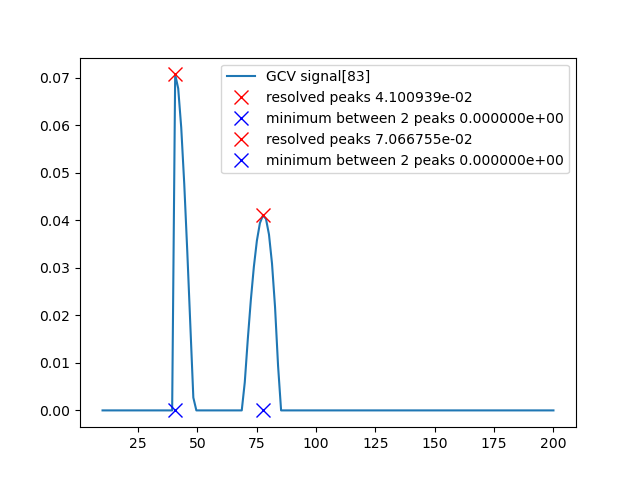 GCV signal[83]
resolved peaks 4.100939e-02
minimum between 2 peaks 0.000000e+00
resolved peaks 7.066755e-02
minimum between 2 peaks 0.000000e+00
0.07
0.06
0.05
0.04
0.03
0.02
0.01
0.00
25 50 75 100 125 150 175 200